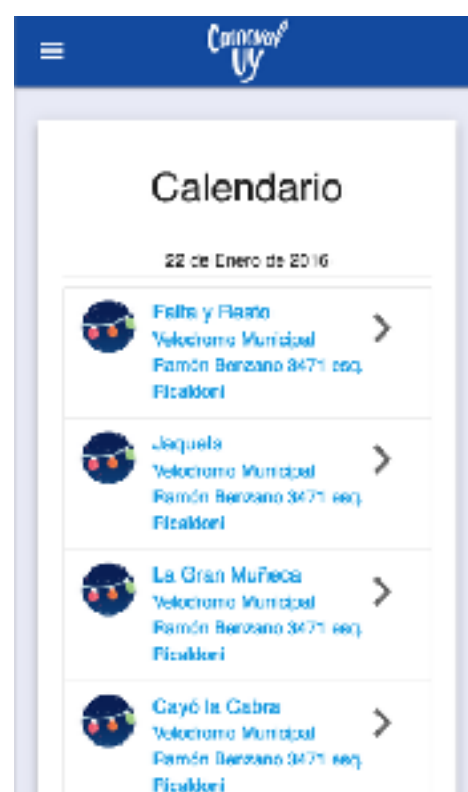 Carnaval
UY
Calendario
22 de Enero de 2016
Falta y Resto
Velodromo Municipal
Ramón Benzano 3471 esq.
Ricaldoni
Jaquela
Velodromo Municipal
Ramón Benzano 3471 esq.
Ricaldoni
La Gran Muñeca
Velodromo Municipal
Ramón Benzano 3471 esq.
Ricaldoni
Cayó la Cabra
Velodromo Municipal
Ramón Benzano 3471 esq.
Ricaldoni